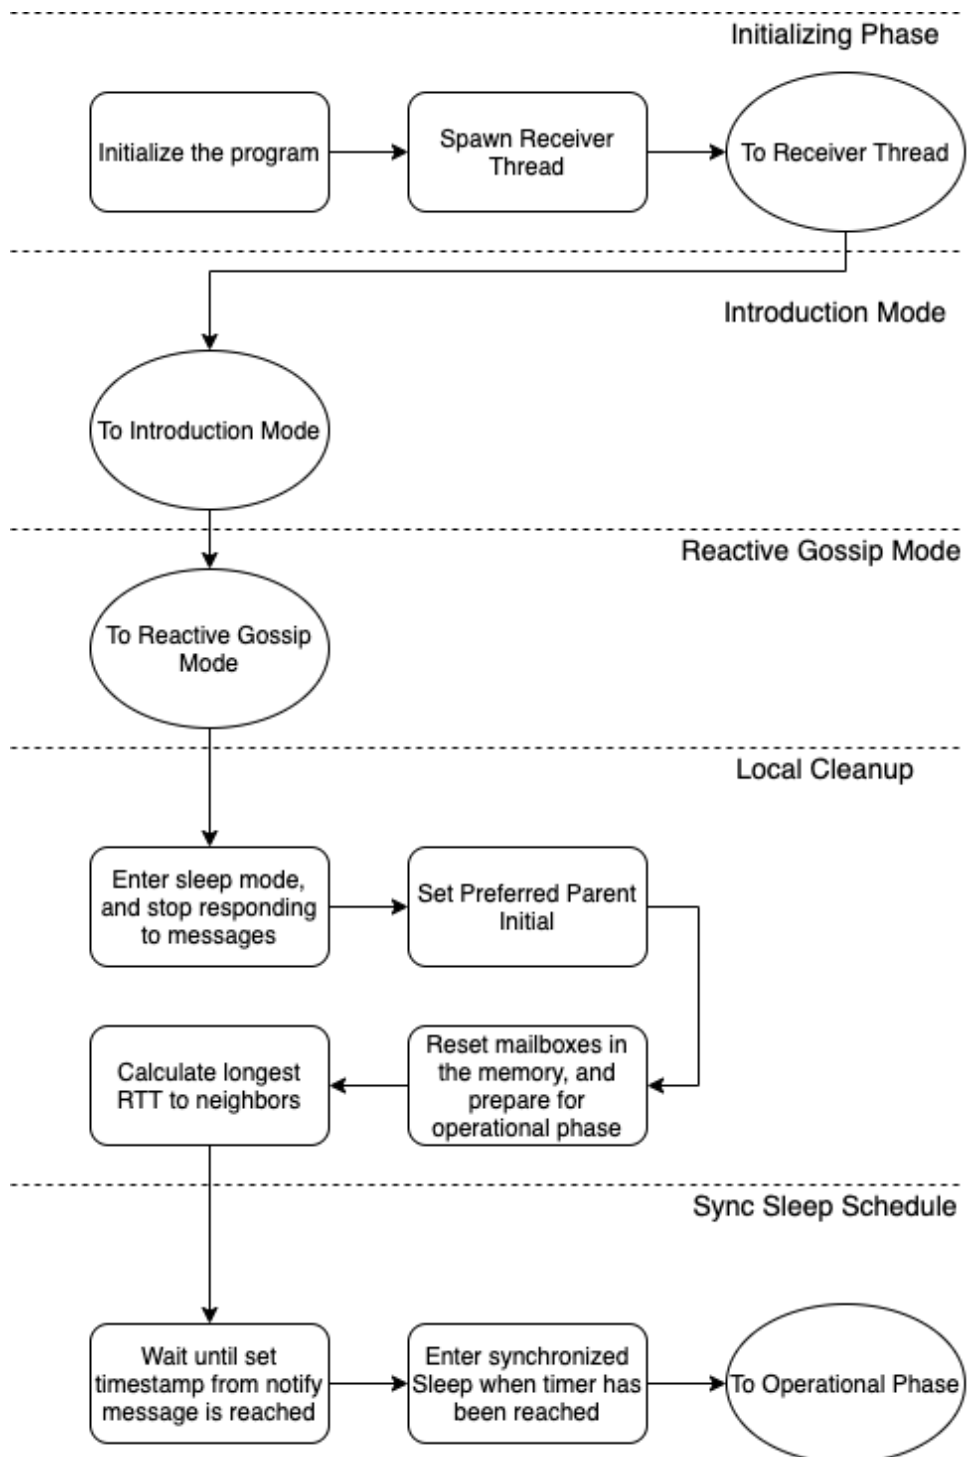 Initializing Phase
Initialize the program
Spawn Receiver
Thread
To Receiver Thread
Introduction Mode
To Introduction Mode
Reactive Gossip Mode
To Reactive Gossip
Mode
Local Cleanup
Enter sleep mode,
and stop responding
to messages
Set Preferred Parent
Initial
Reset mailboxes in
the memory, and
prepare for
operational phase
Calculate longest
RTT to neighbors
Sync Sleep Schedule
Wait until set
timestamp from notify
message is reached
Enter synchronized
Sleep when timer has
been reached
To Operational Phase